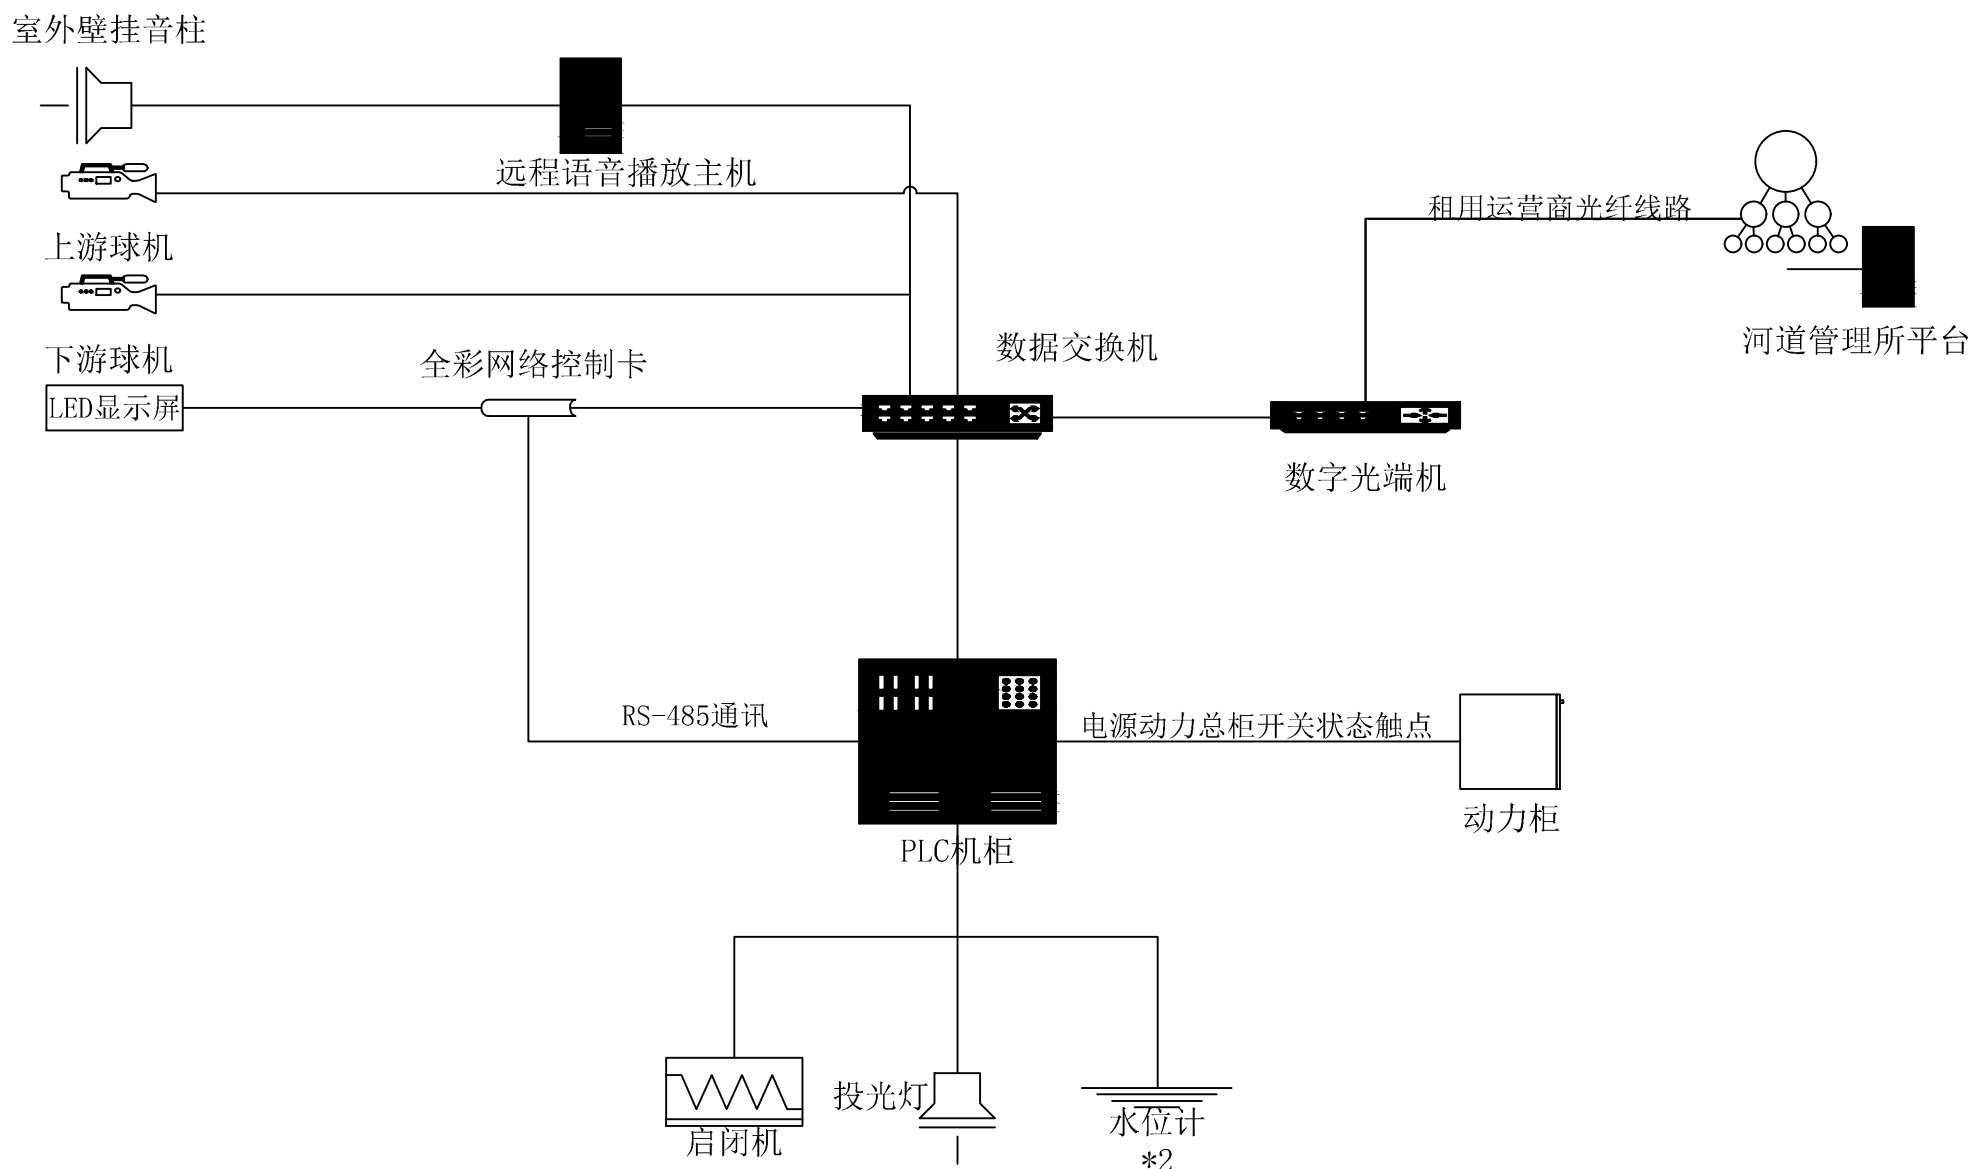 室外壁挂音柱
远程语音播放主机
上游球机
租用运营商光纤线路
下游球机
全彩网络控制卡
数据交换机
河道管理所平台
LED显示屏
数字光端机
RS-485通讯
电源动力总柜开关状态触点
动力柜
PLC机柜
投光灯
启闭机
水位计
*2